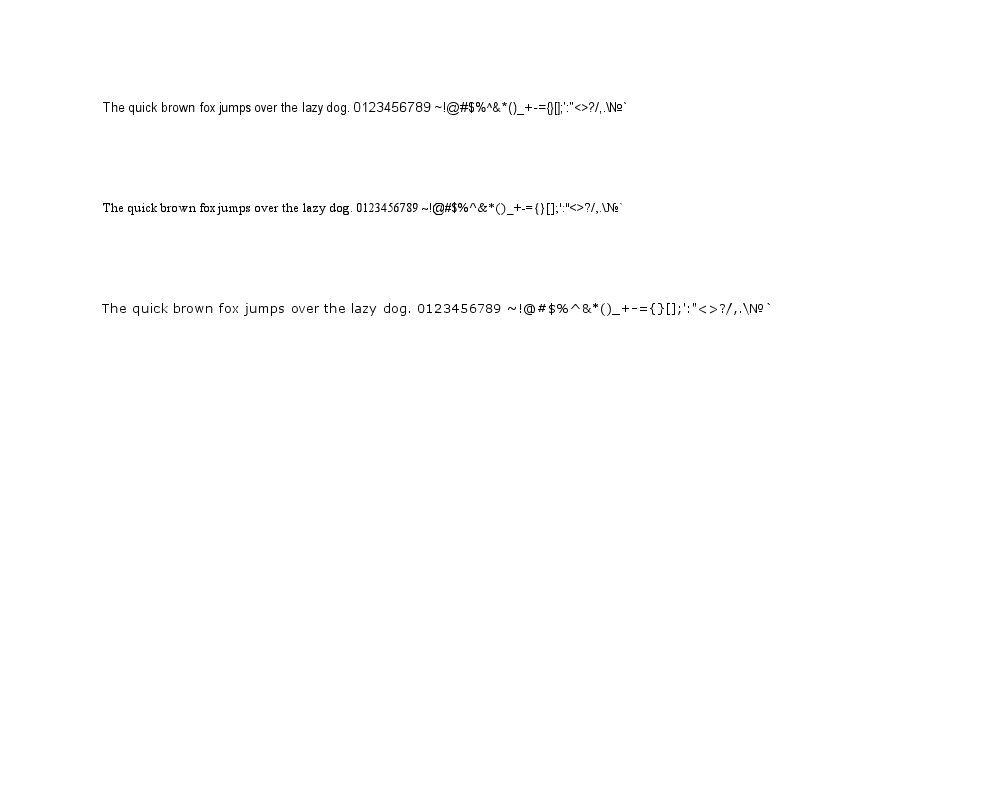 The quick brown fox jumps over the lazy dog. 0123456789 ~!@#$%^&*()_+-={}[];':"<>?/,.\№`
The quick brown fox jumps over the lazy dog. 0123456789 ~!@#$%^&*()_+-={}[];':"<>?/,.\№`
The quick brown fox jumps over the lazy dog. 0123456789 ~!@#$%^&*()_+-={}[];':"<>?/,.\№`